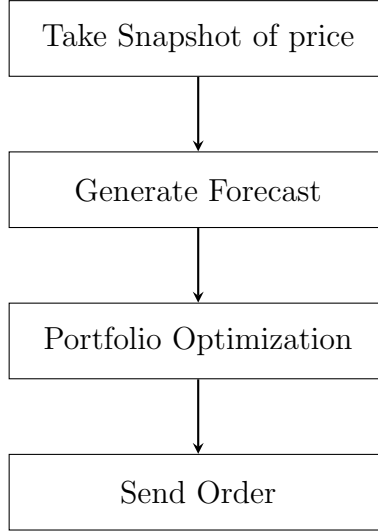 Take Snapshot of price
Generate Forecast
Portfolio Optimization
Send Order